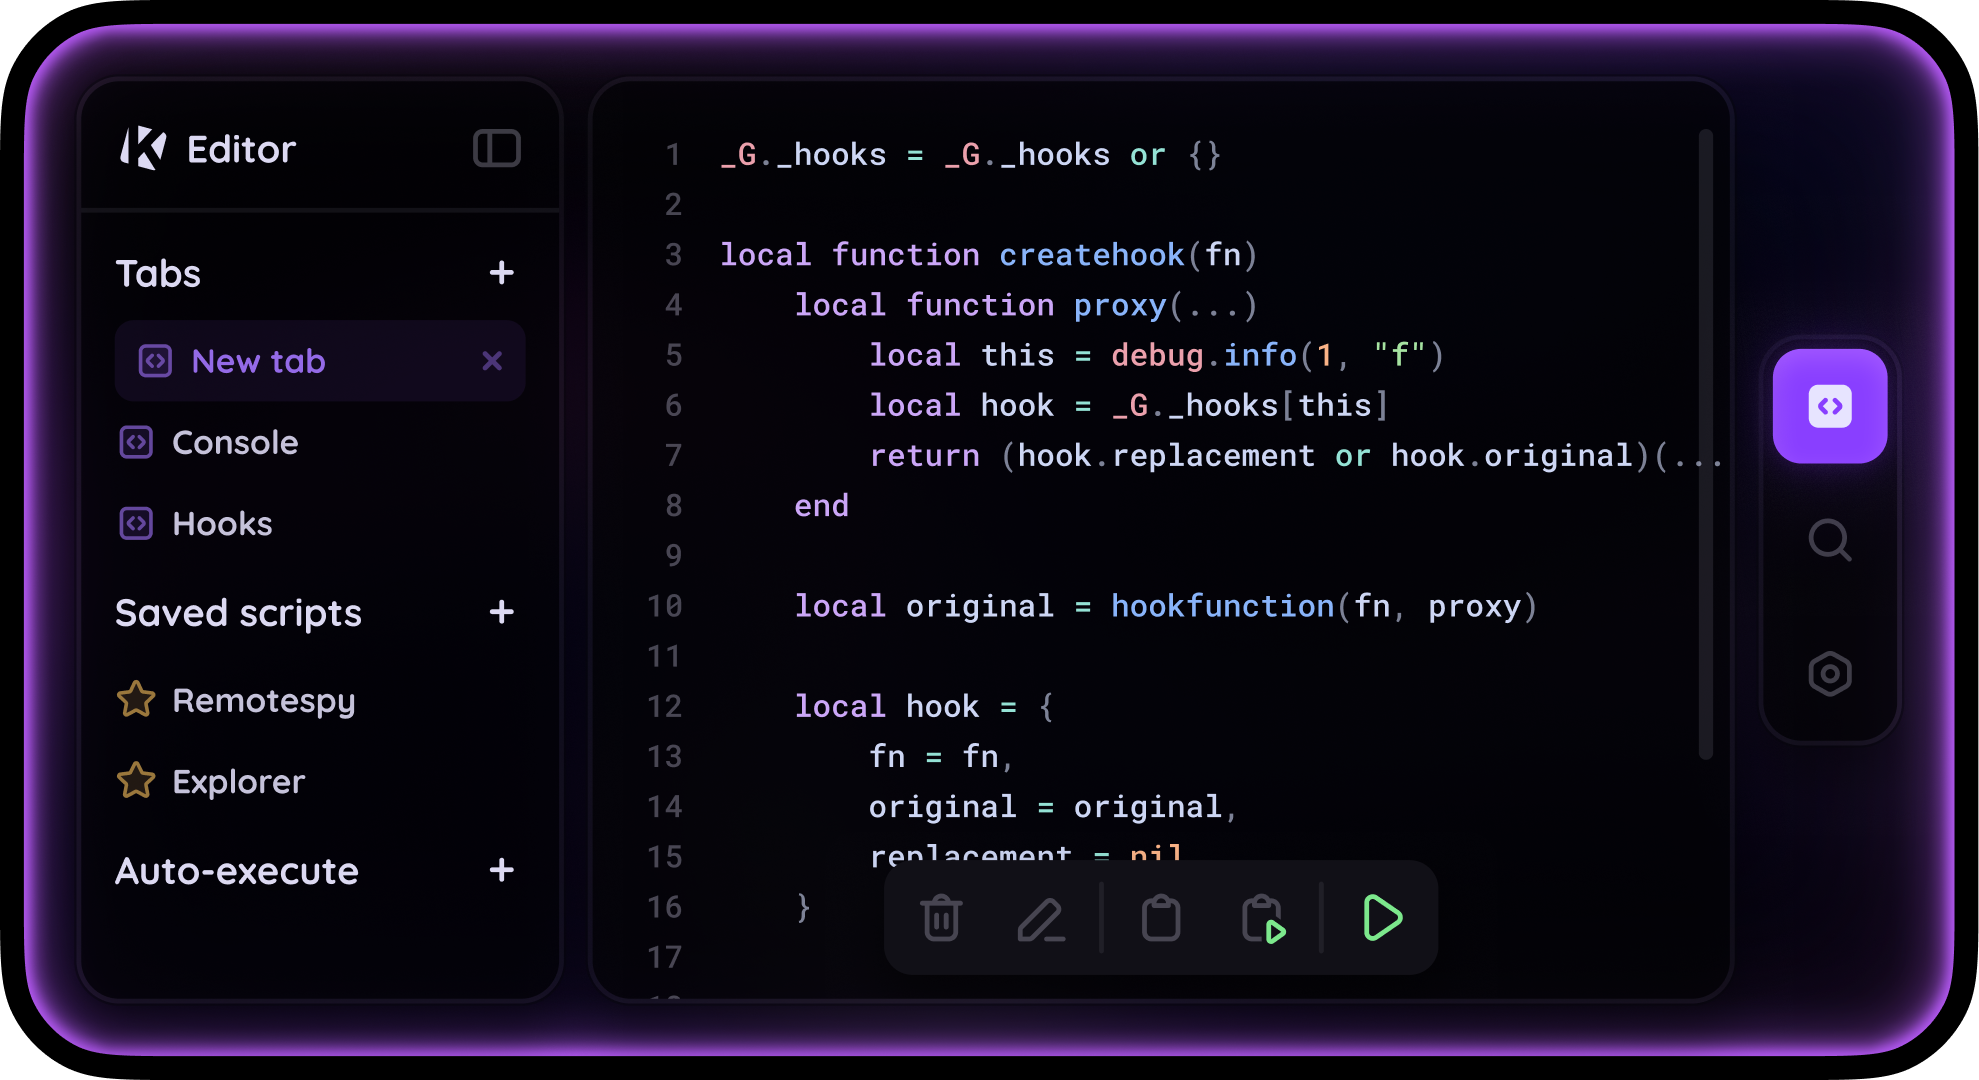 Editor
Tabs
New tab
Console
Hooks
Saved scripts
Remotespy
Explorer
Auto-execute
1 _G._hooks = _G._hooks or {}
2
3 local function createhook(fn)
4     local function proxy(...)
5         local this = debug.info(1, "f")
6         local hook = _G._hooks[this]
7         return (hook.replacement or hook.original)(...
8     end
9
10     local original = hookfunction(fn, proxy)
11
12     local hook = {
13         fn = fn,
14         original = original,
15         replacement = nil
16     }
17